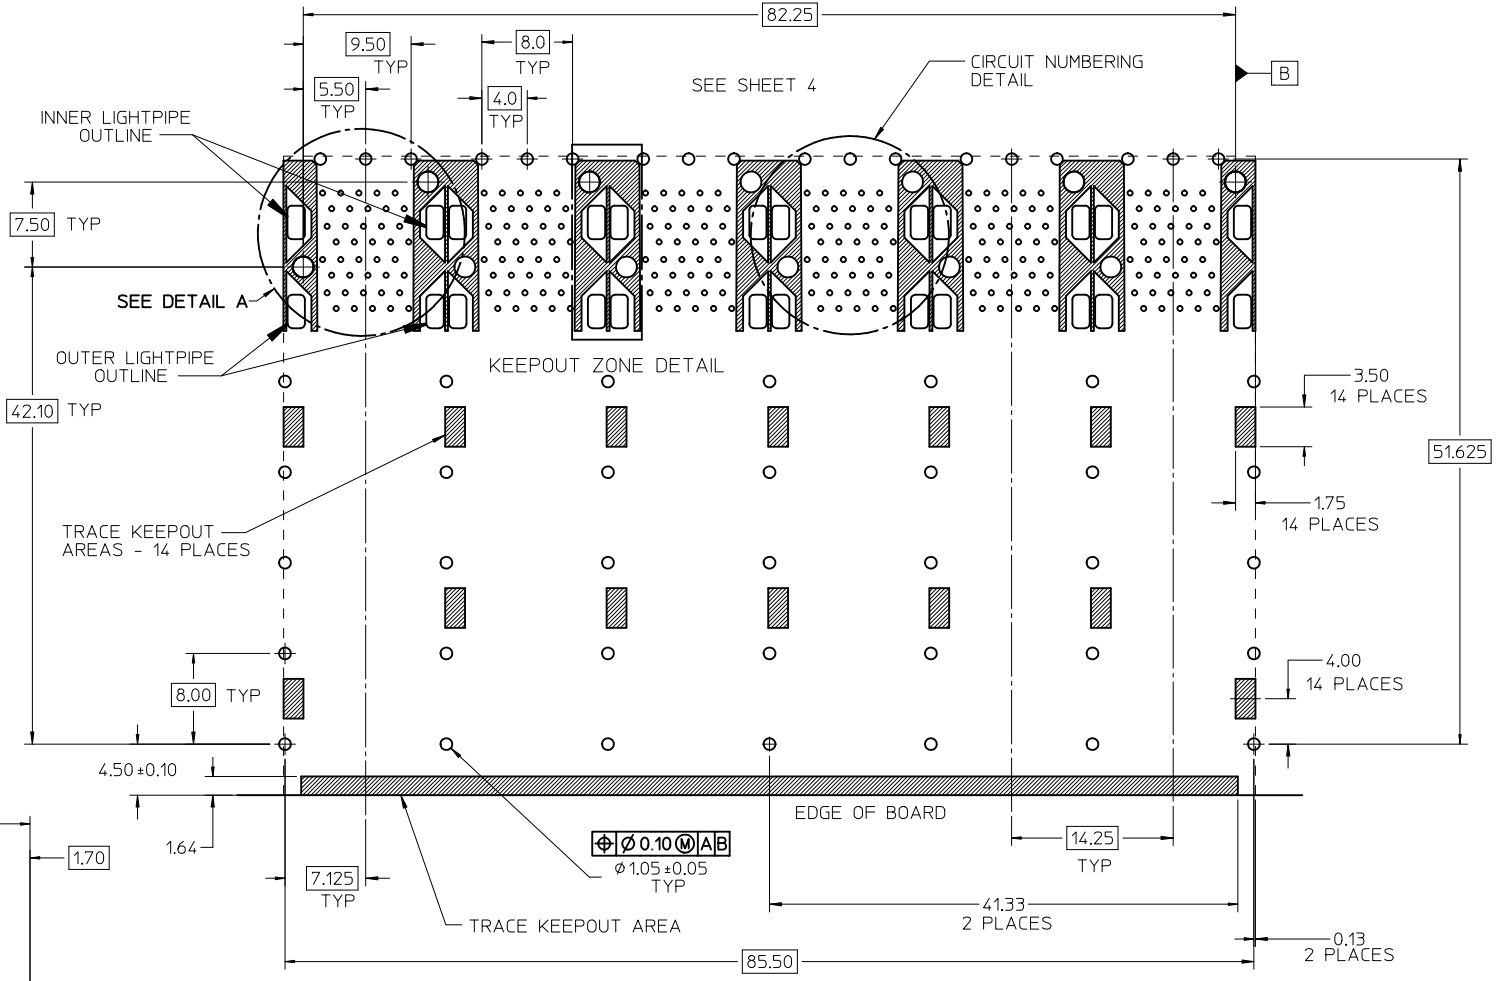 82.25
9.50
TYP
8.0
TYP
5.50
TYP
4.0
TYP
SEE SHEET 4
CIRCUIT NUMBERING
DETAIL
B
INNER LIGHTPIPE
OUTLINE
7.50 TYP
SEE DETAIL A
OUTER LIGHTPIPE
OUTLINE
KEEPOUT ZONE DETAIL
42.10 TYP
3.50
14 PLACES
51.625
1.75
14 PLACES
TRACE KEEPOUT
AREAS - 14 PLACES
8.00 TYP
4.00
14 PLACES
4.50±0.10
1.64
EDGE OF BOARD
1.70
⌖ Ø 0.10 Ⓜ A B
Ø1.05±0.05
TYP
14.25
TYP
7.125
TYP
41.33
2 PLACES
TRACE KEEPOUT AREA
0.13
2 PLACES
85.50